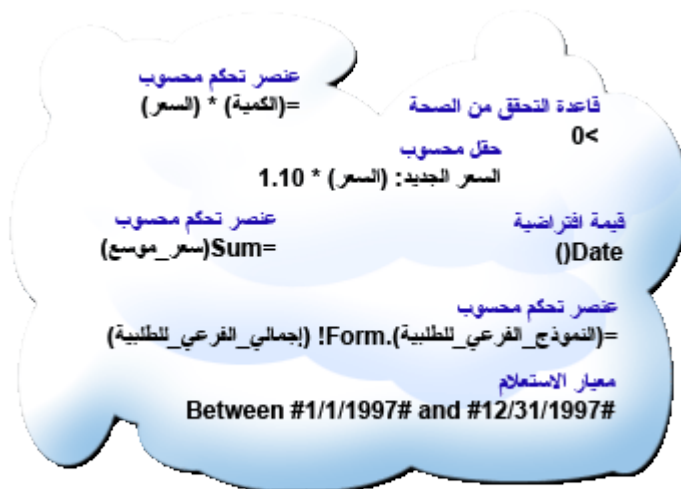 عنصر تحكم محسوب
=(الكمية) * (السعر)
قاعدة التحقق من الصحة
0<
حقل محسوب
السعر الجديد: (السعر) * 1.10
عنصر تحكم محسوب
=Sum(سعر_موسع)
قيمة افتراضية
Date()
عنصر تحكم محسوب
=(النموذج_الفرعي_للطلبية).Form! (إجمالي_الفرعي_للطلبية)
معيار الاستعلام
Between #1/1/1997# and #12/31/1997#